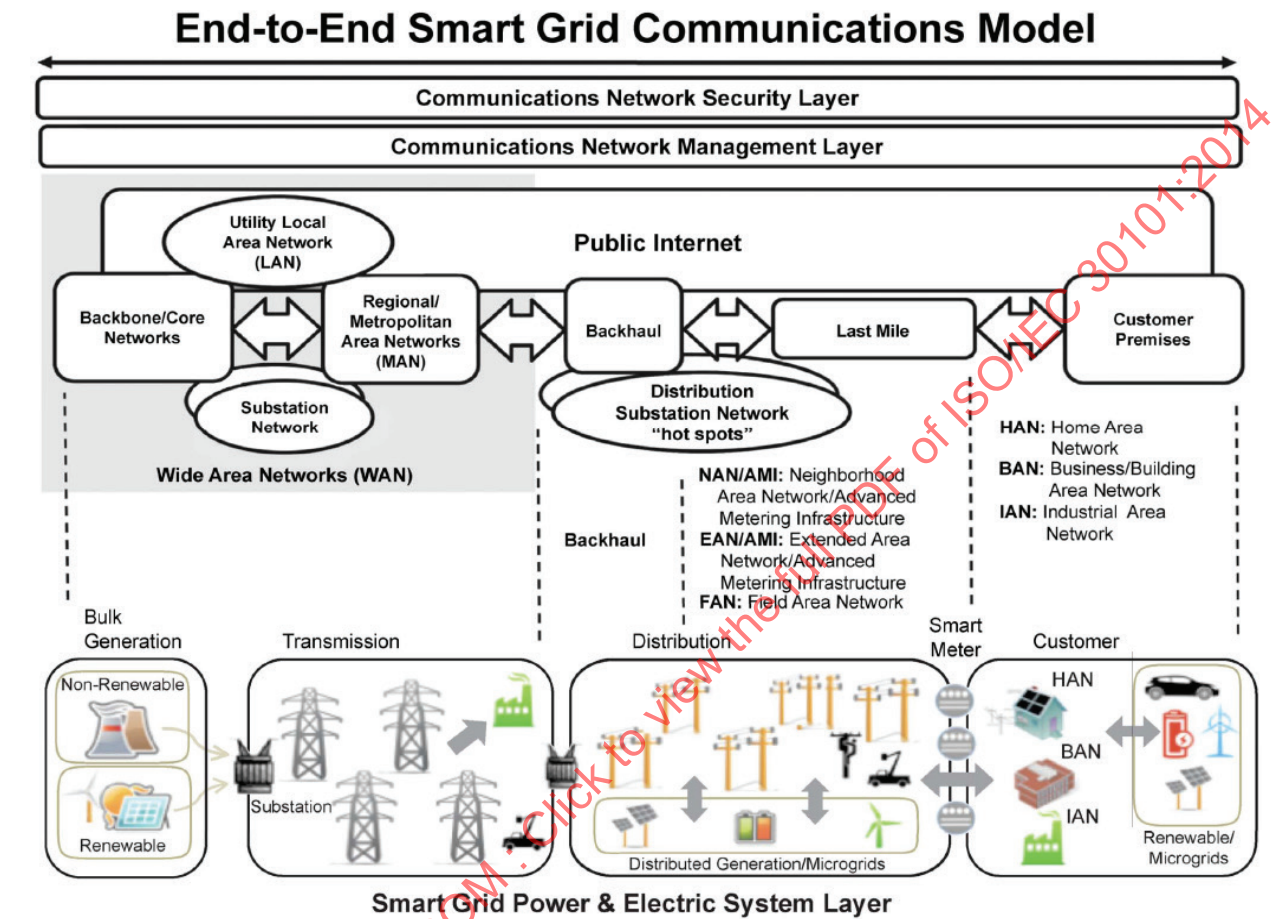 End-to-End Smart Grid Communications Model
Communications Network Security Layer
Communications Network Management Layer
Utility Local
Area Network
(LAN)
Public Internet
Backbone/Core
Networks
Regional/
Metropolitan
Area Networks
(MAN)
Backhaul
Last Mile
Customer
Premises
Substation
Network
Distribution
Substation Network
“hot spots”
Wide Area Networks (WAN)
Backhaul
NAN/AMI: Neighborhood
Area Network/Advanced
Metering Infrastructure
EAN/AMI: Extended Area
Network/Advanced
Metering Infrastructure
FAN: Field Area Network
HAN: Home Area
Network
BAN: Business/Building
Area Network
IAN: Industrial Area
Network
Bulk
Generation
Transmission
Distribution
Smart
Meter
Customer
Non-Renewable
Renewable
Substation
Distributed Generation/Microgrids
HAN
BAN
IAN
Renewable/
Microgrids
Smart Grid Power & Electric System Layer
OM : Click to view the full PDF of ISO/IEC 30101:2014